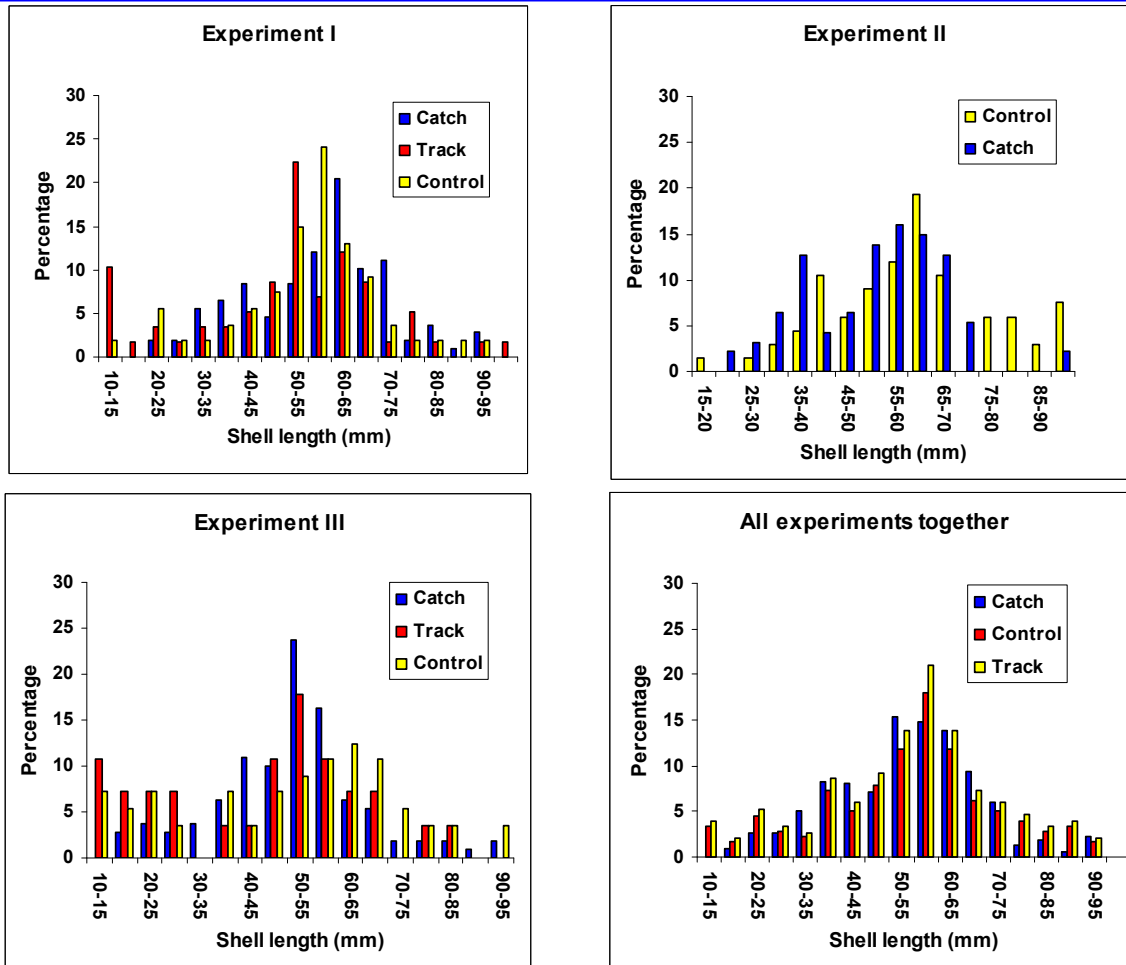 Experiment I
30
25
20
15
10
5
0
Percentage
Catch
Track
Control
10-15
20-25
30-35
40-45
50-55
60-65
70-75
80-85
90-95
Shell length (mm)
Experiment II
30
25
20
15
10
5
0
Percentage
Control
Catch
15-20
25-30
35-40
45-50
55-60
65-70
75-80
85-90
Shell length (mm)
Experiment III
30
25
20
15
10
5
0
Percentage
Catch
Track
Control
10-15
20-25
30-35
40-45
50-55
60-65
70-75
80-85
90-95
Shell length (mm)
All experiments together
30
25
20
15
10
5
0
Percentage
Catch
Control
Track
10-15
20-25
30-35
40-45
50-55
60-65
70-75
80-85
90-95
Shell length (mm)